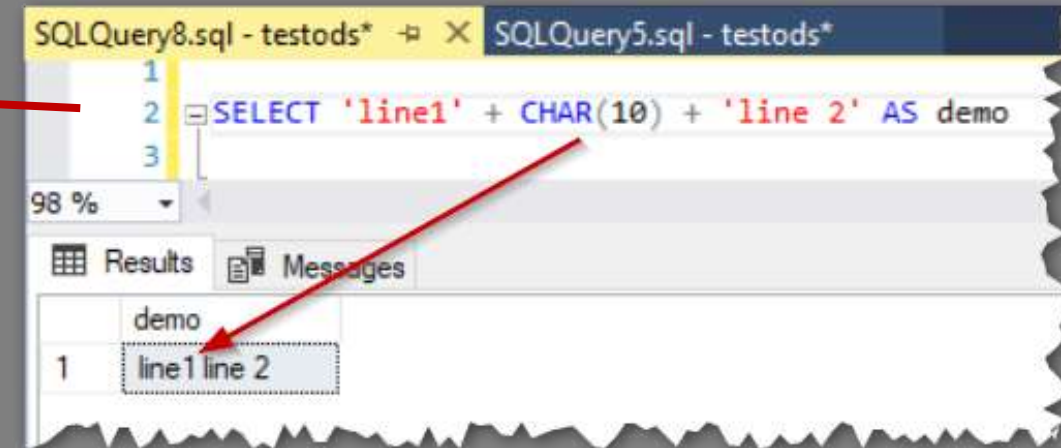 SQLQuery8.sql - testods* SQLQuery5.sql - testods*
1
2 SELECT 'line1' + CHAR(10) + 'line 2' AS demo
3
98 %
Results Messages
demo
1 line1 line 2